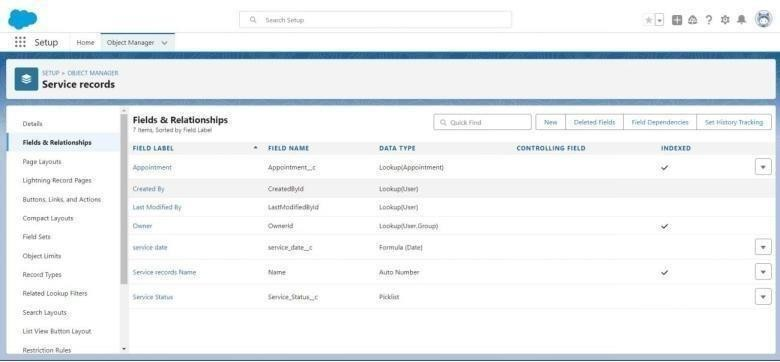 Search Setup
Setup Home Object Manager
SETUP > OBJECT MANAGER
Service records
Details
Fields & Relationships
Page Layouts
Lightning Record Pages
Buttons, Links, and Actions
Compact Layouts
Field Sets
Object Limits
Record Types
Related Lookup Filters
Search Layouts
List View Button Layout
Restriction Rules
Fields & Relationships
7 Items, Sorted by Field Label
Quick Find New Deleted Fields Field Dependencies Set History Tracking
FIELD LABEL FIELD NAME DATA TYPE CONTROLLING FIELD INDEXED
Appointment Appointment__c Lookup(Appointment)
Created By CreatedById Lookup(User)
Last Modified By LastModifiedById Lookup(User)
Owner OwnerId Lookup(User,Group)
service date service_date__c Formula (Date)
Service records Name Name Auto Number
Service Status Service_Status__c Picklist